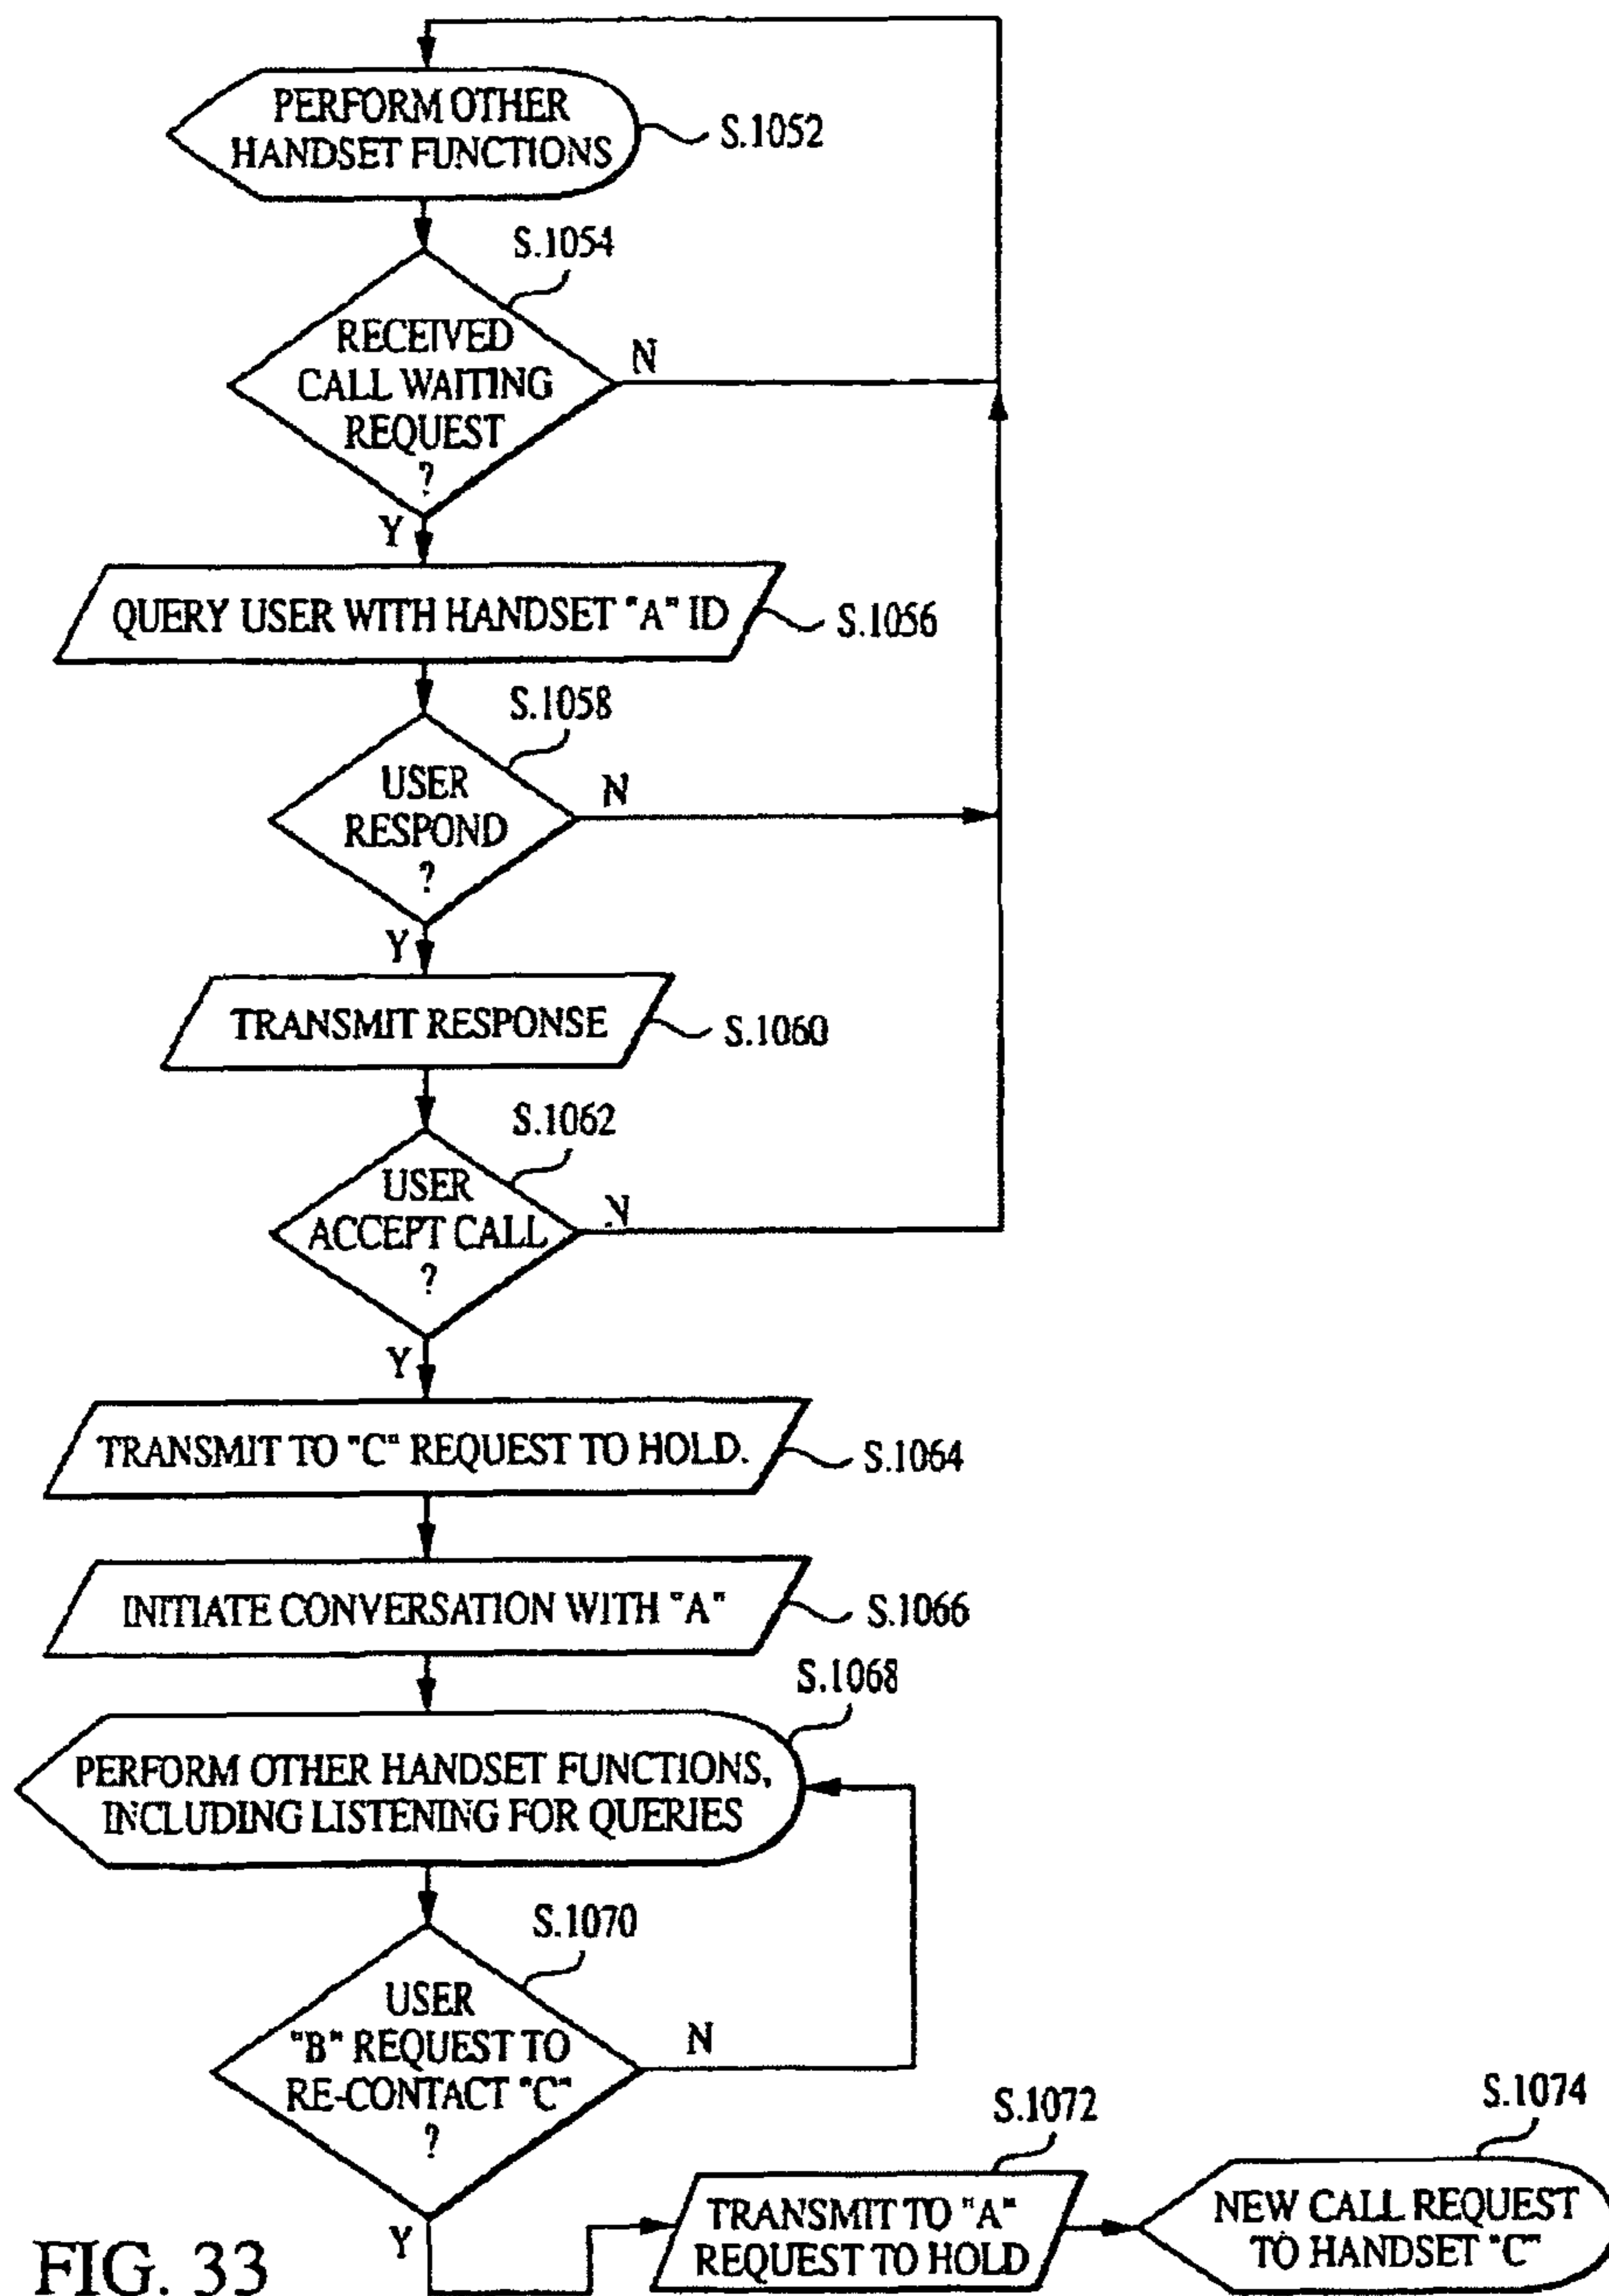 PERFORM OTHER
HANDSET FUNCTIONS
S.1052
S.1054
RECEIVED
CALL WAITING
REQUEST
?
N
Y
QUERY USER WITH HANDSET "A" ID
S.1056
S.1058
USER
RESPOND
?
N
Y
TRANSMIT RESPONSE
S.1060
S.1062
USER
ACCEPT CALL
?
N
Y
TRANSMIT TO "C" REQUEST TO HOLD.
S.1064
INITIATE CONVERSATION WITH "A"
S.1066
S.1068
PERFORM OTHER HANDSET FUNCTIONS,
INCLUDING LISTENING FOR QUERIES
S.1070
USER
"B" REQUEST TO
RE-CONTACT "C"
?
N
Y
S.1072
TRANSMIT TO "A"
REQUEST TO HOLD
S.1074
NEW CALL REQUEST
TO HANDSET "C"
FIG. 33